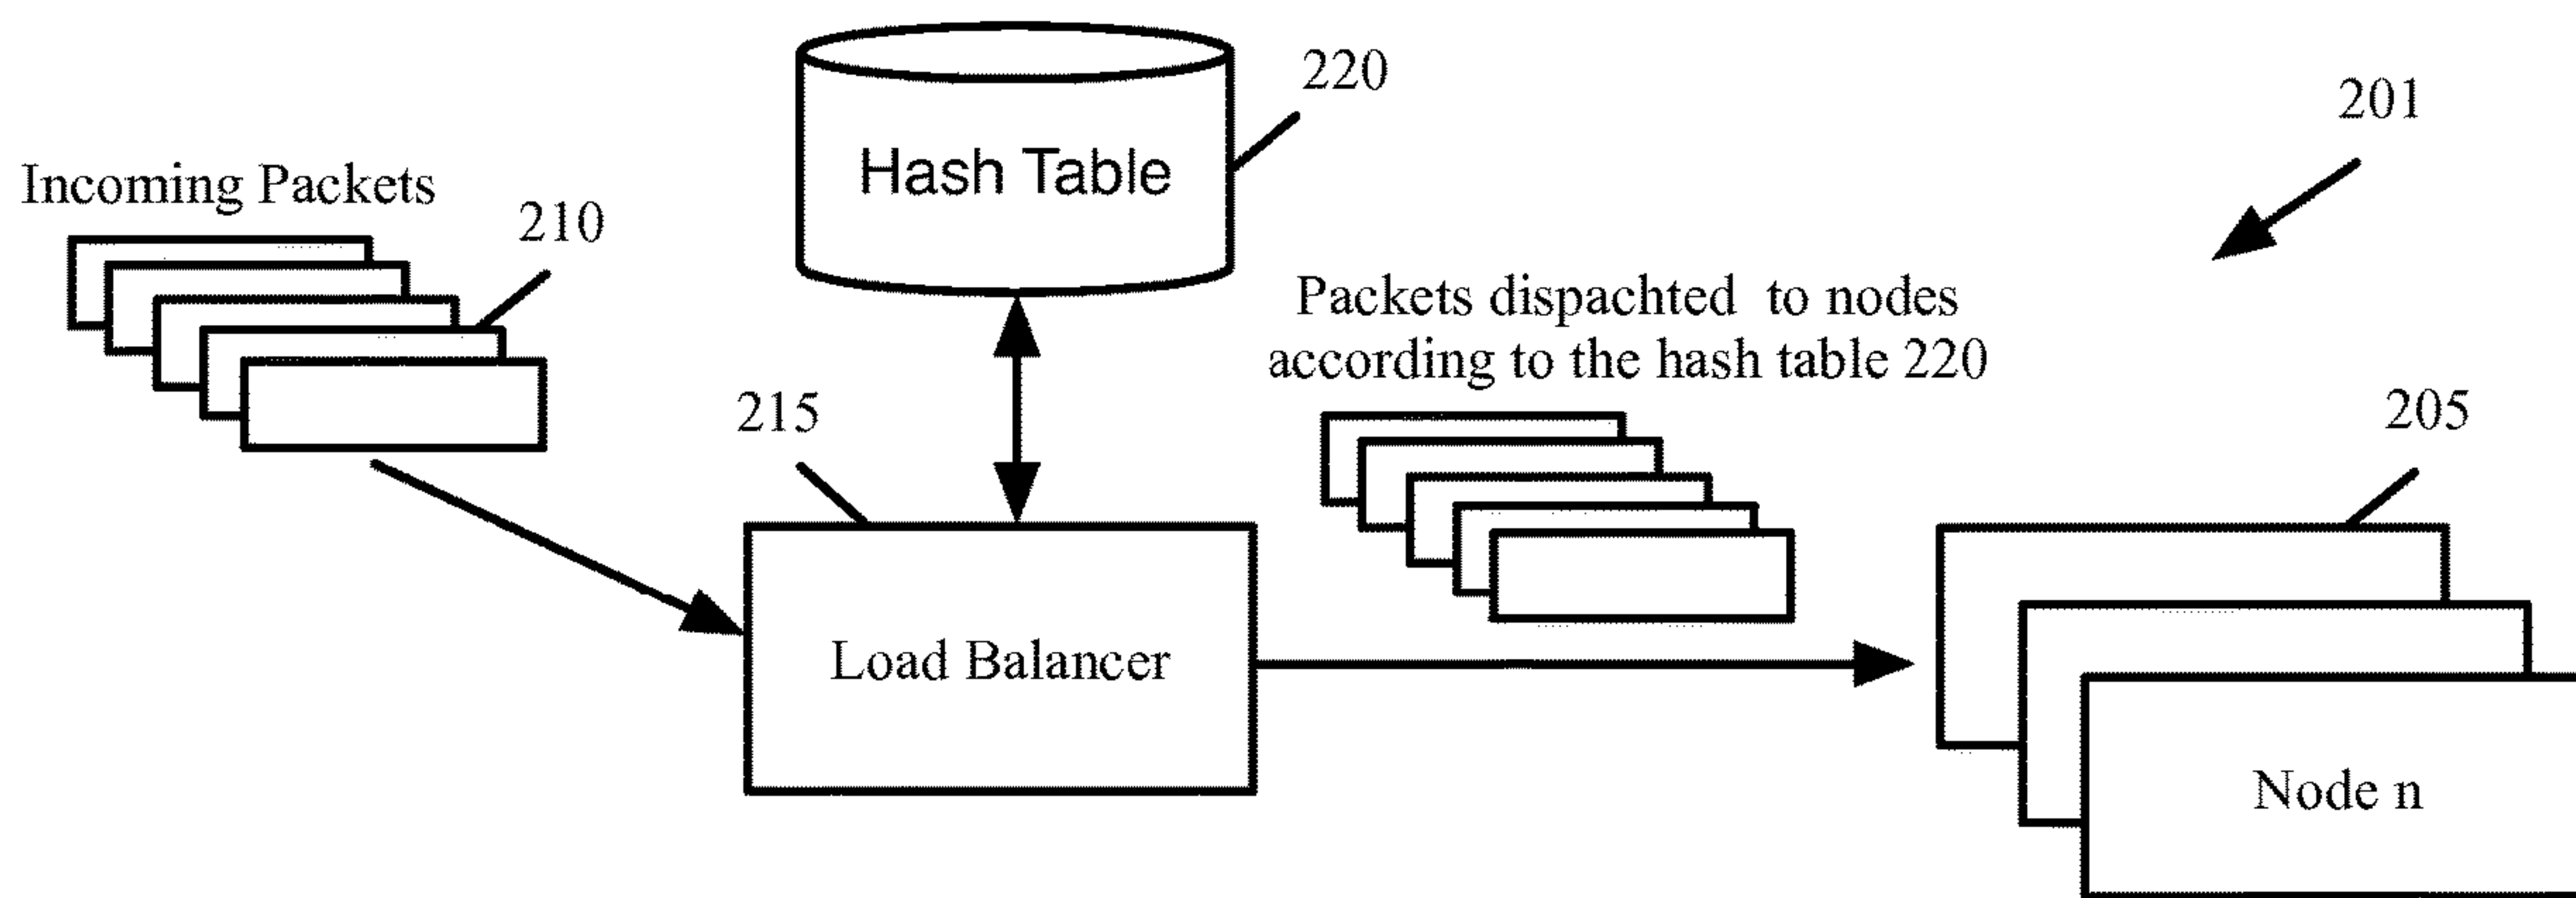 220
201
Hash Table
Incoming Packets
210
Packets dispachted to nodes
according to the hash table 220
215
205
Load Balancer
Node n